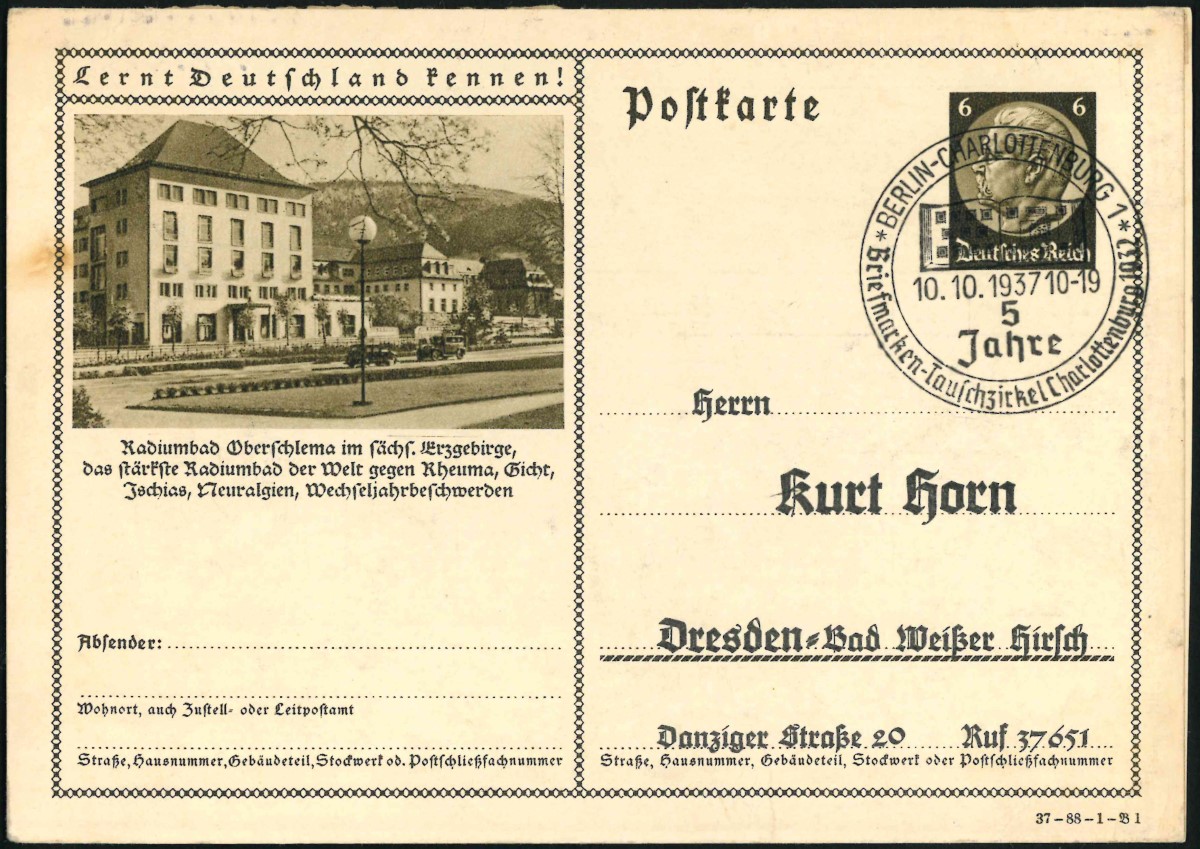 Lernt Deutschland kennen!
Radiumbad Oberschlema im sächs. Erzgebirge,
das stärkste Radiumbad der Welt gegen Rheuma, Gicht,
Ischias, Neuralgien, Wechseljahrbeschwerden
Absender:
Wohnort, auch Zustell- oder Leitpostamt
Straße, Hausnummer, Gebäudeteil, Stockwerk od. Postschließfachnummer
Postkarte
6 6
Deutsches Reich
* BERLIN-CHARLOTTENBURG 1 *
10.10.1937 10-19
5
Jahre
Briefmarken-Tauschzirkel Charlottenburg 1932
Herrn
Kurt Horn
Dresden-Bad Weißer Hirsch
Danziger Straße 20 Ruf 37651
Straße, Hausnummer, Gebäudeteil, Stockwerk oder Postschließfachnummer
37-88-1-B 1